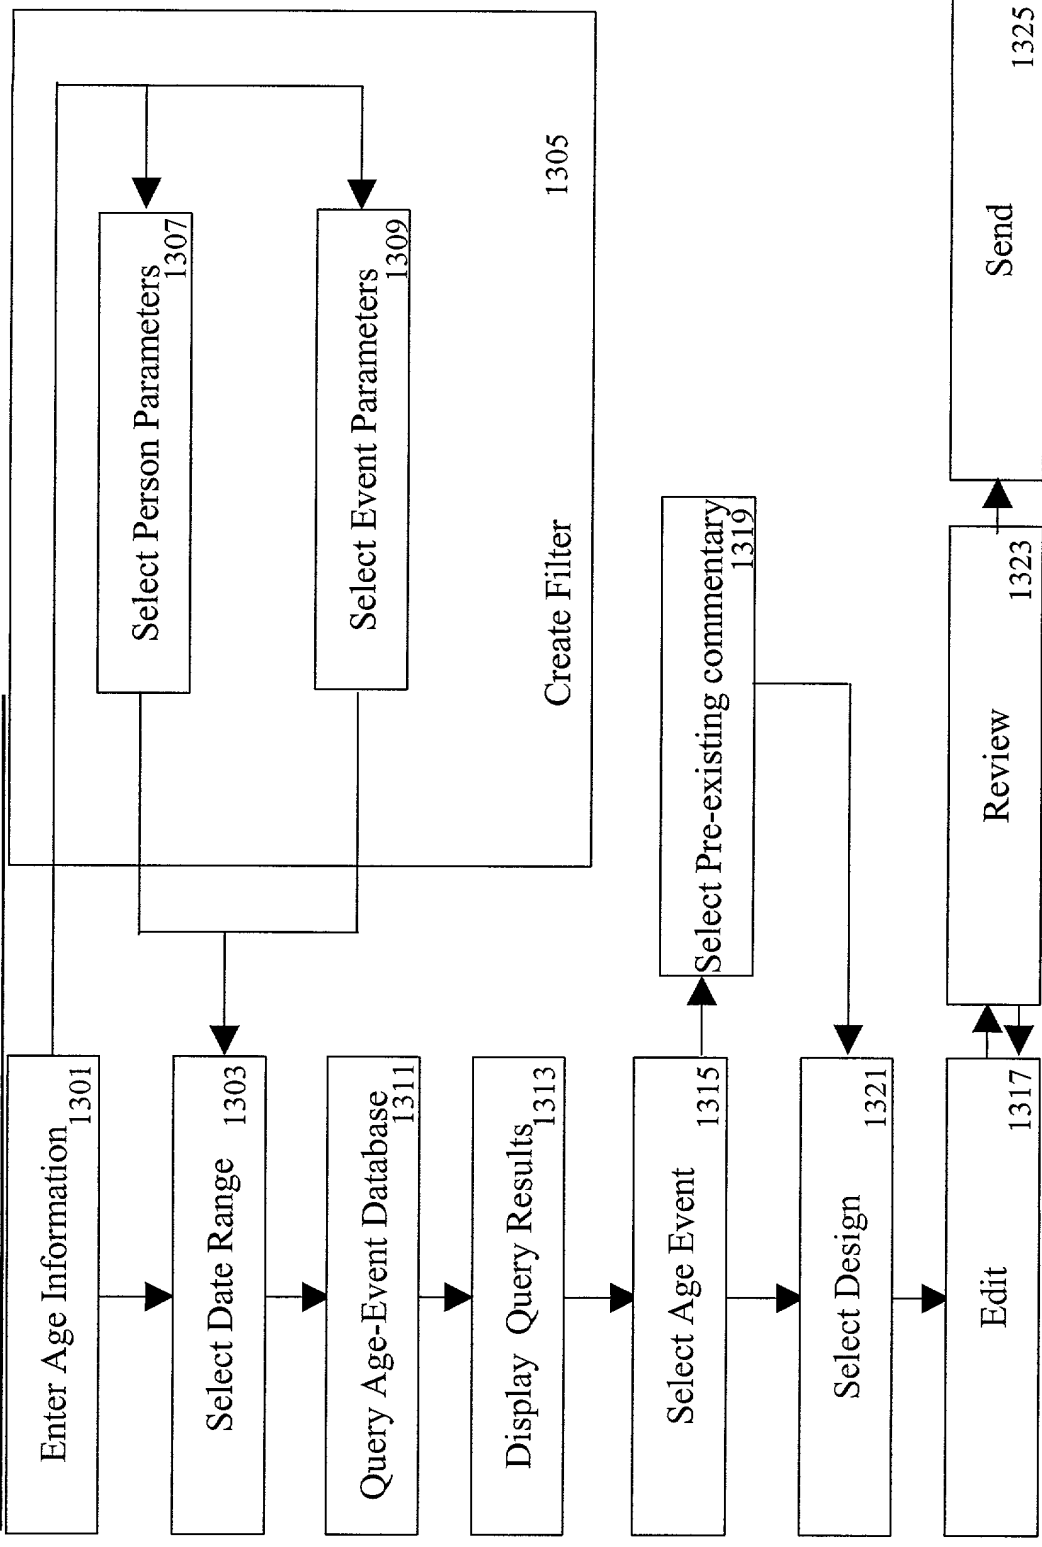 Enter Age Information
1301
Select Date Range
1303
Query Age-Event Database
1311
Display Query Results
1313
Select Age Event
1315
Select Design
1321
Edit
1317
Select Person Parameters
1307
Select Event Parameters
1309
Create Filter
1305
Select Pre-existing commentary
1319
Review
1323
Send
1325